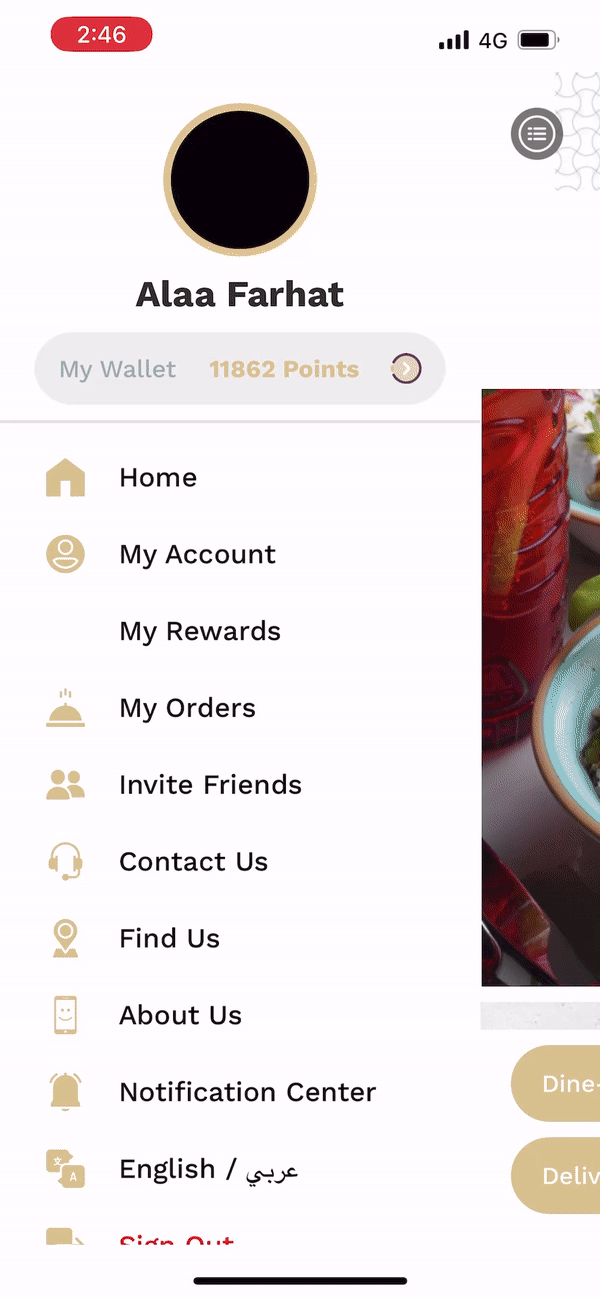 2:46
4G
Alaa Farhat
My Wallet 11862 Points
Home
My Account
My Rewards
My Orders
Invite Friends
Contact Us
Find Us
About Us
Notification Center
English / عربي
Sign Out
Dine-
Deliv